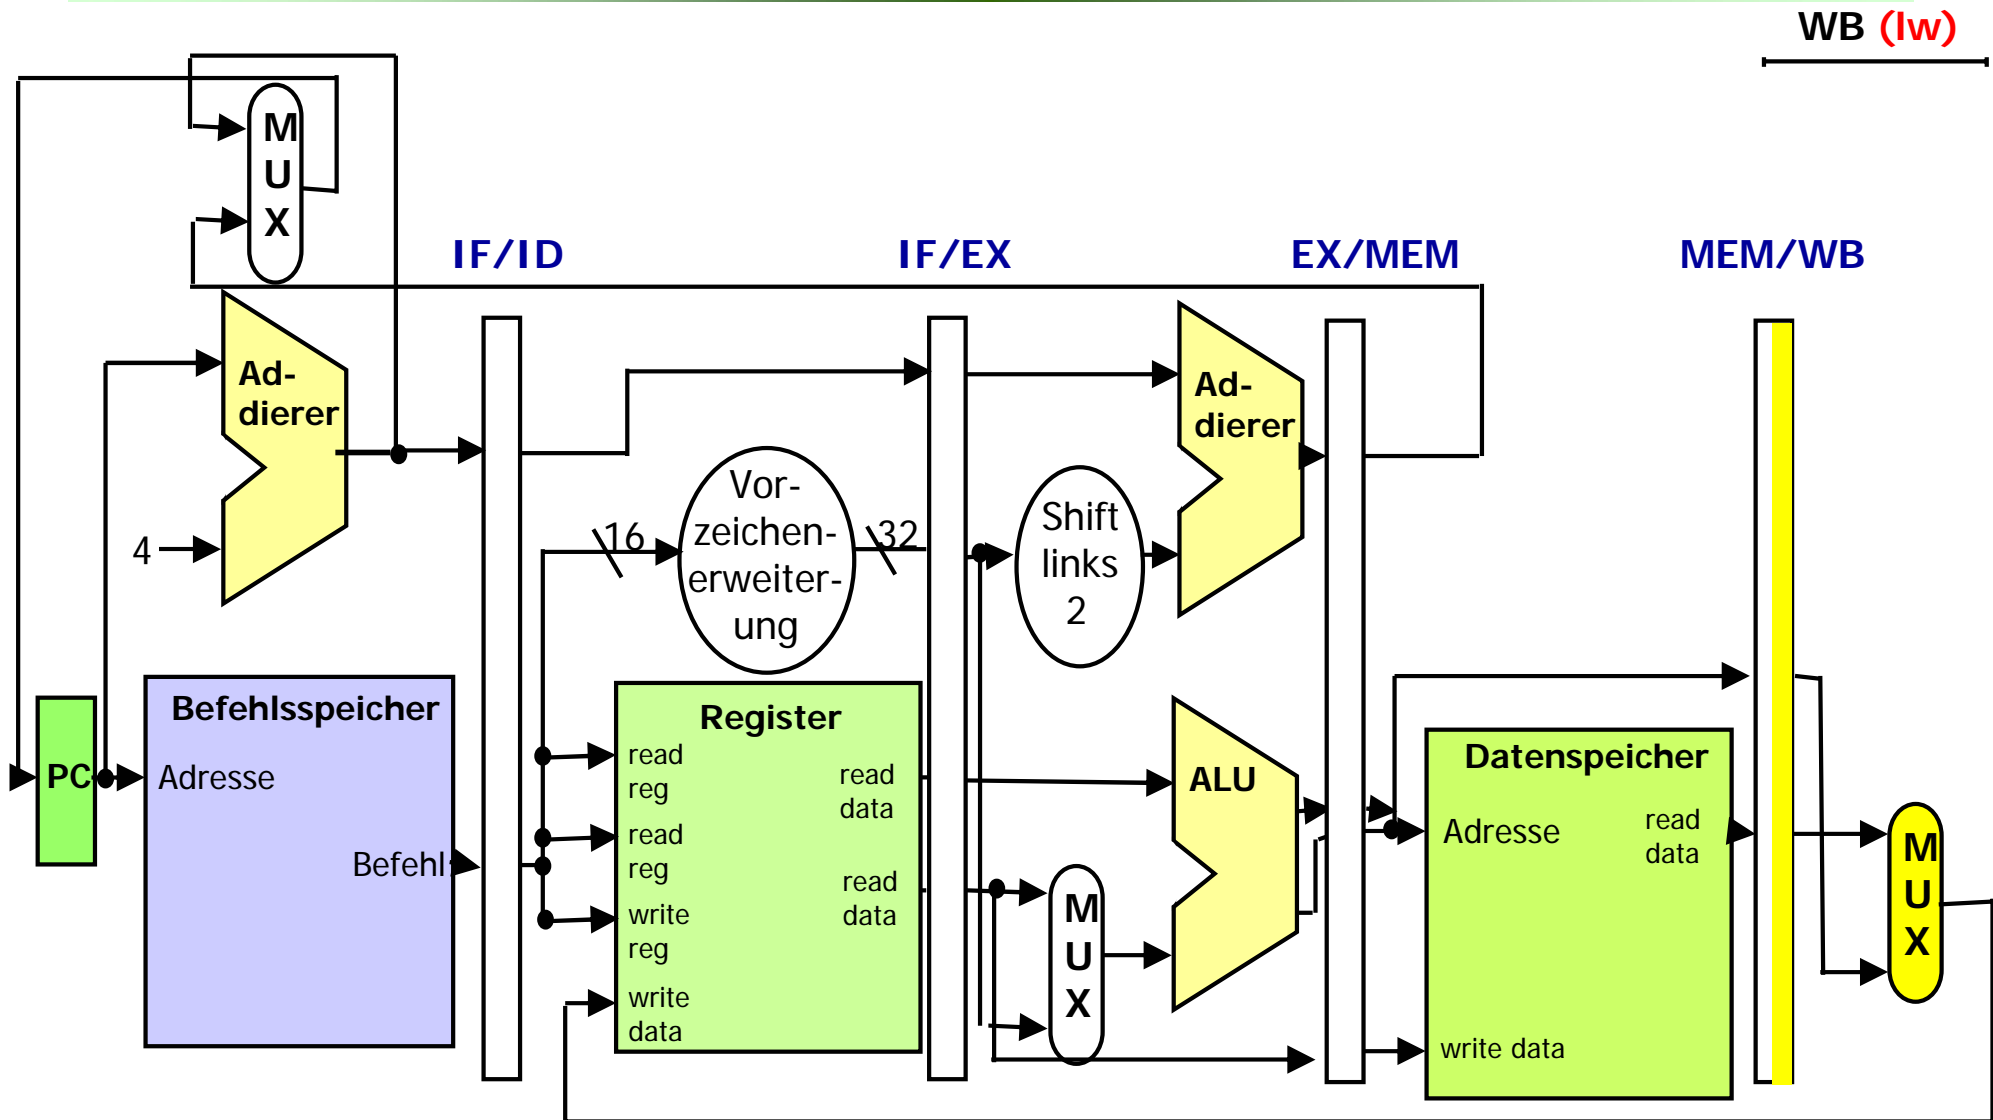 WB (lw)
M
U
X
IF/ID
IF/EX
EX/MEM
MEM/WB
Ad-
dierer
4
16
Vor-
zeichen-
erweiter-
ung
32
Shift
links
2
Ad-
dierer
PC
Befehlsspeicher
Adresse
Befehl
Register
read
reg
read
reg
write
reg
write
data
read
data
read
data
M
U
X
ALU
Datenspeicher
Adresse
read
data
write data
M
U
X